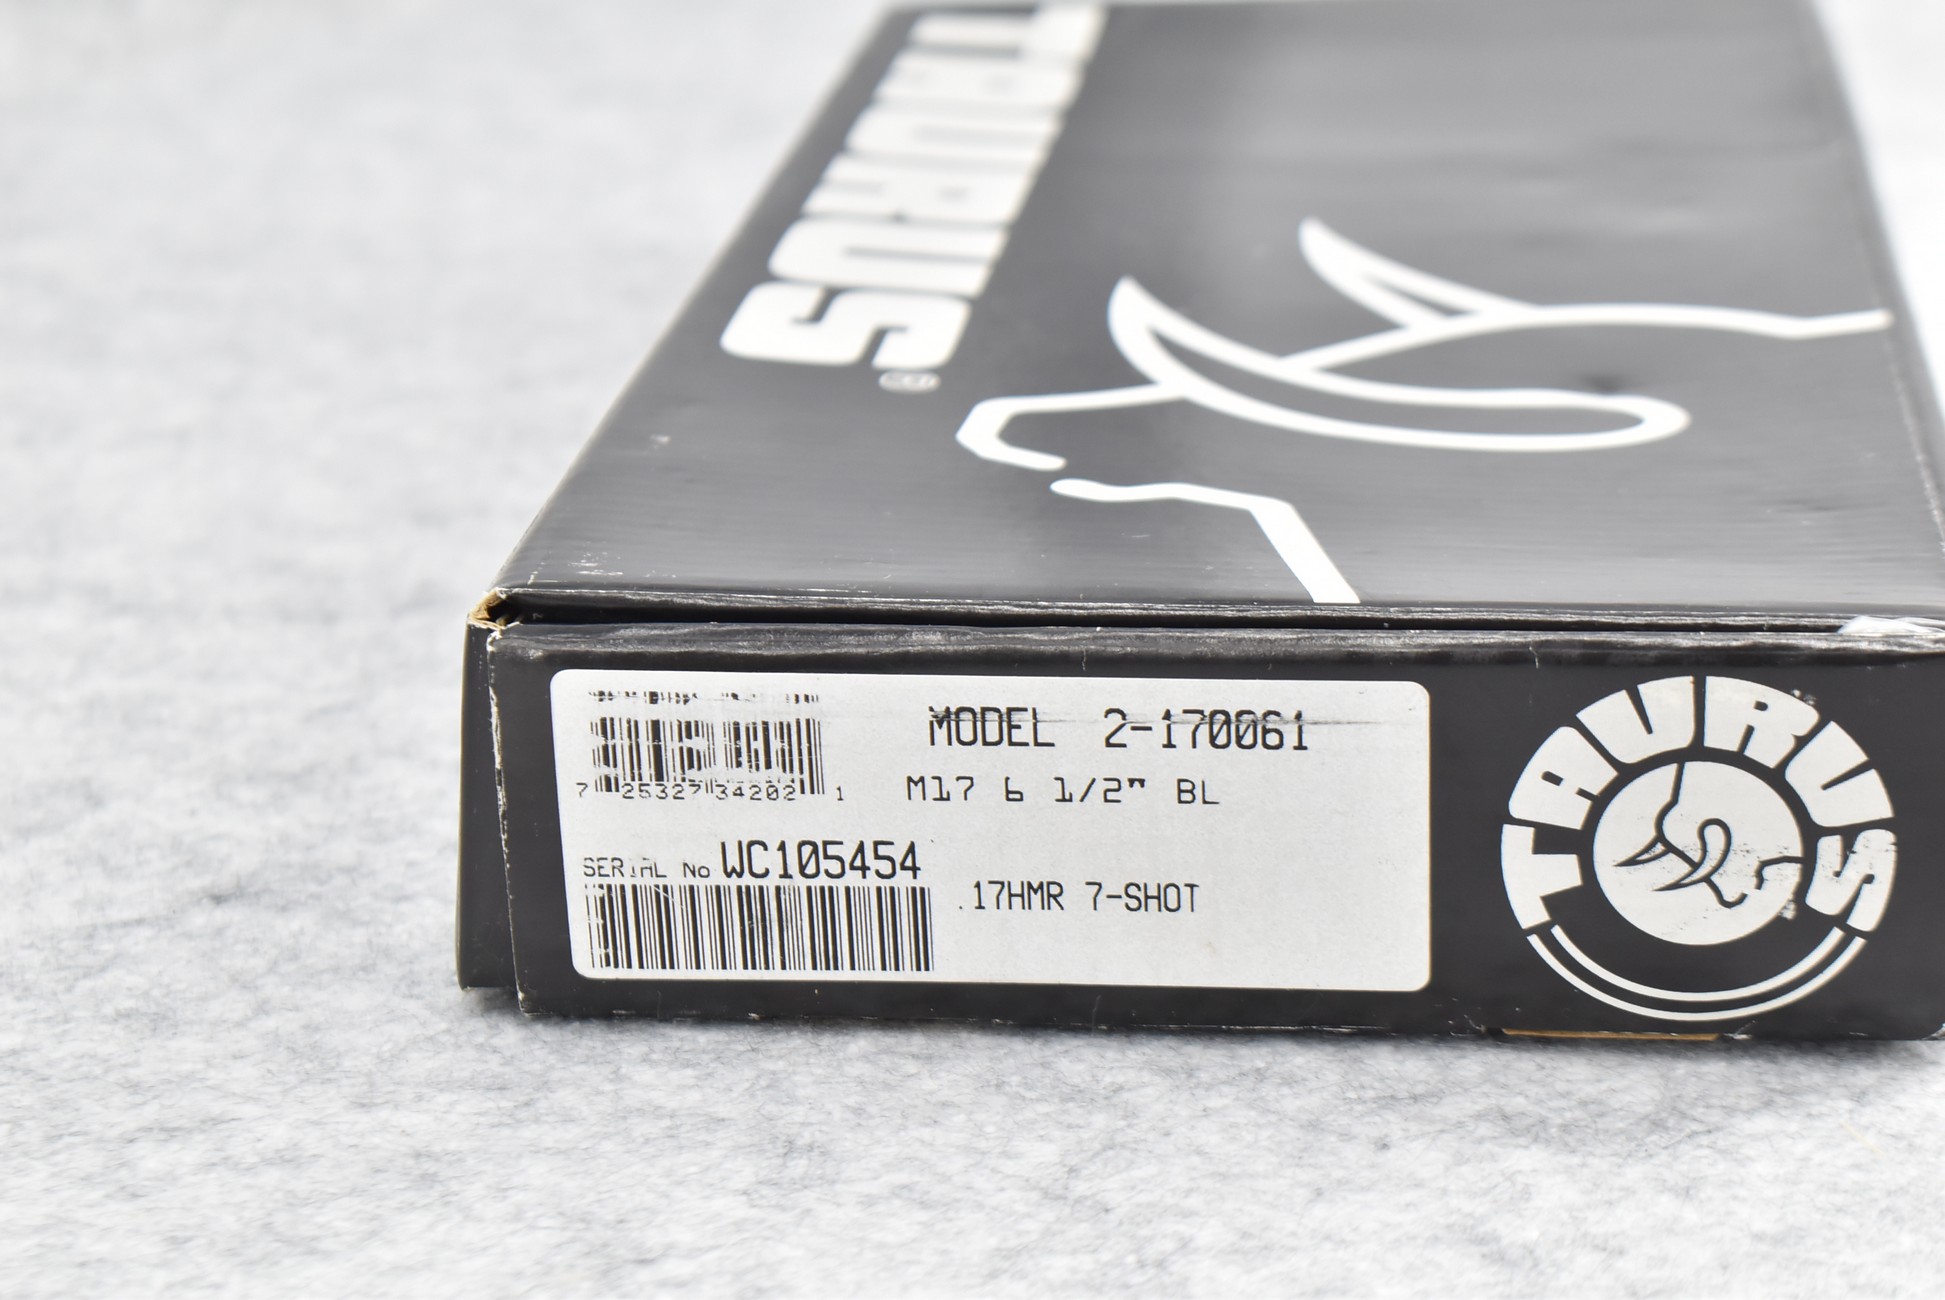 TAURUS®
MODEL 2-170061
M17 6 1/2" BL
7 25327 34202 1
SERIAL No WC105454
.17HMR 7-SHOT
TAURUS